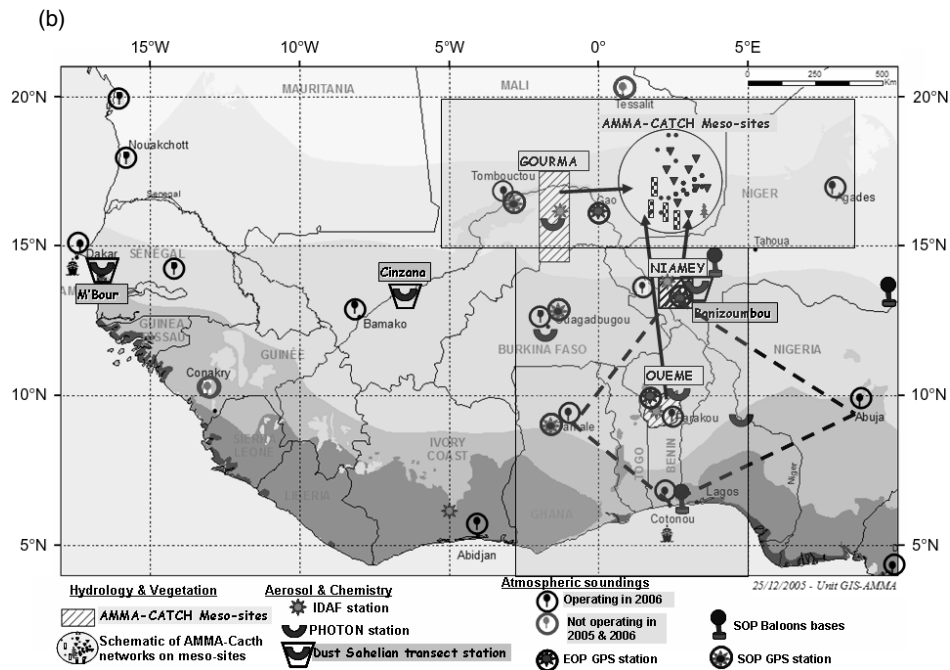 (b)
15°W 10°W 5°W 0° 5°E
0 250 500
Km
20°N 20°N
MAURITANIA
MALI
Tessalit
AMMA-CATCH Meso-sites
Nouakchott
GOURMA
Tombouctou
Gao
NIGER
Agades
Senegal
15°N 15°N
Tahoua
Dakar
SENEGAL
M'Bour
Cinzana
NIAMEY
Banizoumbou
Bamako
Ouagadougou
GUINEA
BISSAU
GUINÉE
BURKINA FASO
NIGERIA
Conakry
OUEME
10°N 10°N
Parakou
Abuja
Tamale
SIERRA
LEONE
IVORY
COAST
TOGO
BENIN
LIBERIA
GHANA
Niger
Lagos
Cotonou
5°N 5°N
Abidjan
25/12/2005 - Unit GIS-AMMA
Hydrology & Vegetation
AMMA-CATCH Meso-sites
Schematic of AMMA-Cacth
networks on meso-sites
Aerosol & Chemistry
IDAF station
PHOTON station
Dust Sahelian transect station
Atmospheric soundings
Operating in 2006
Not operating in
2005 & 2006
EOP GPS station
SOP Baloons bases
SOP GPS station